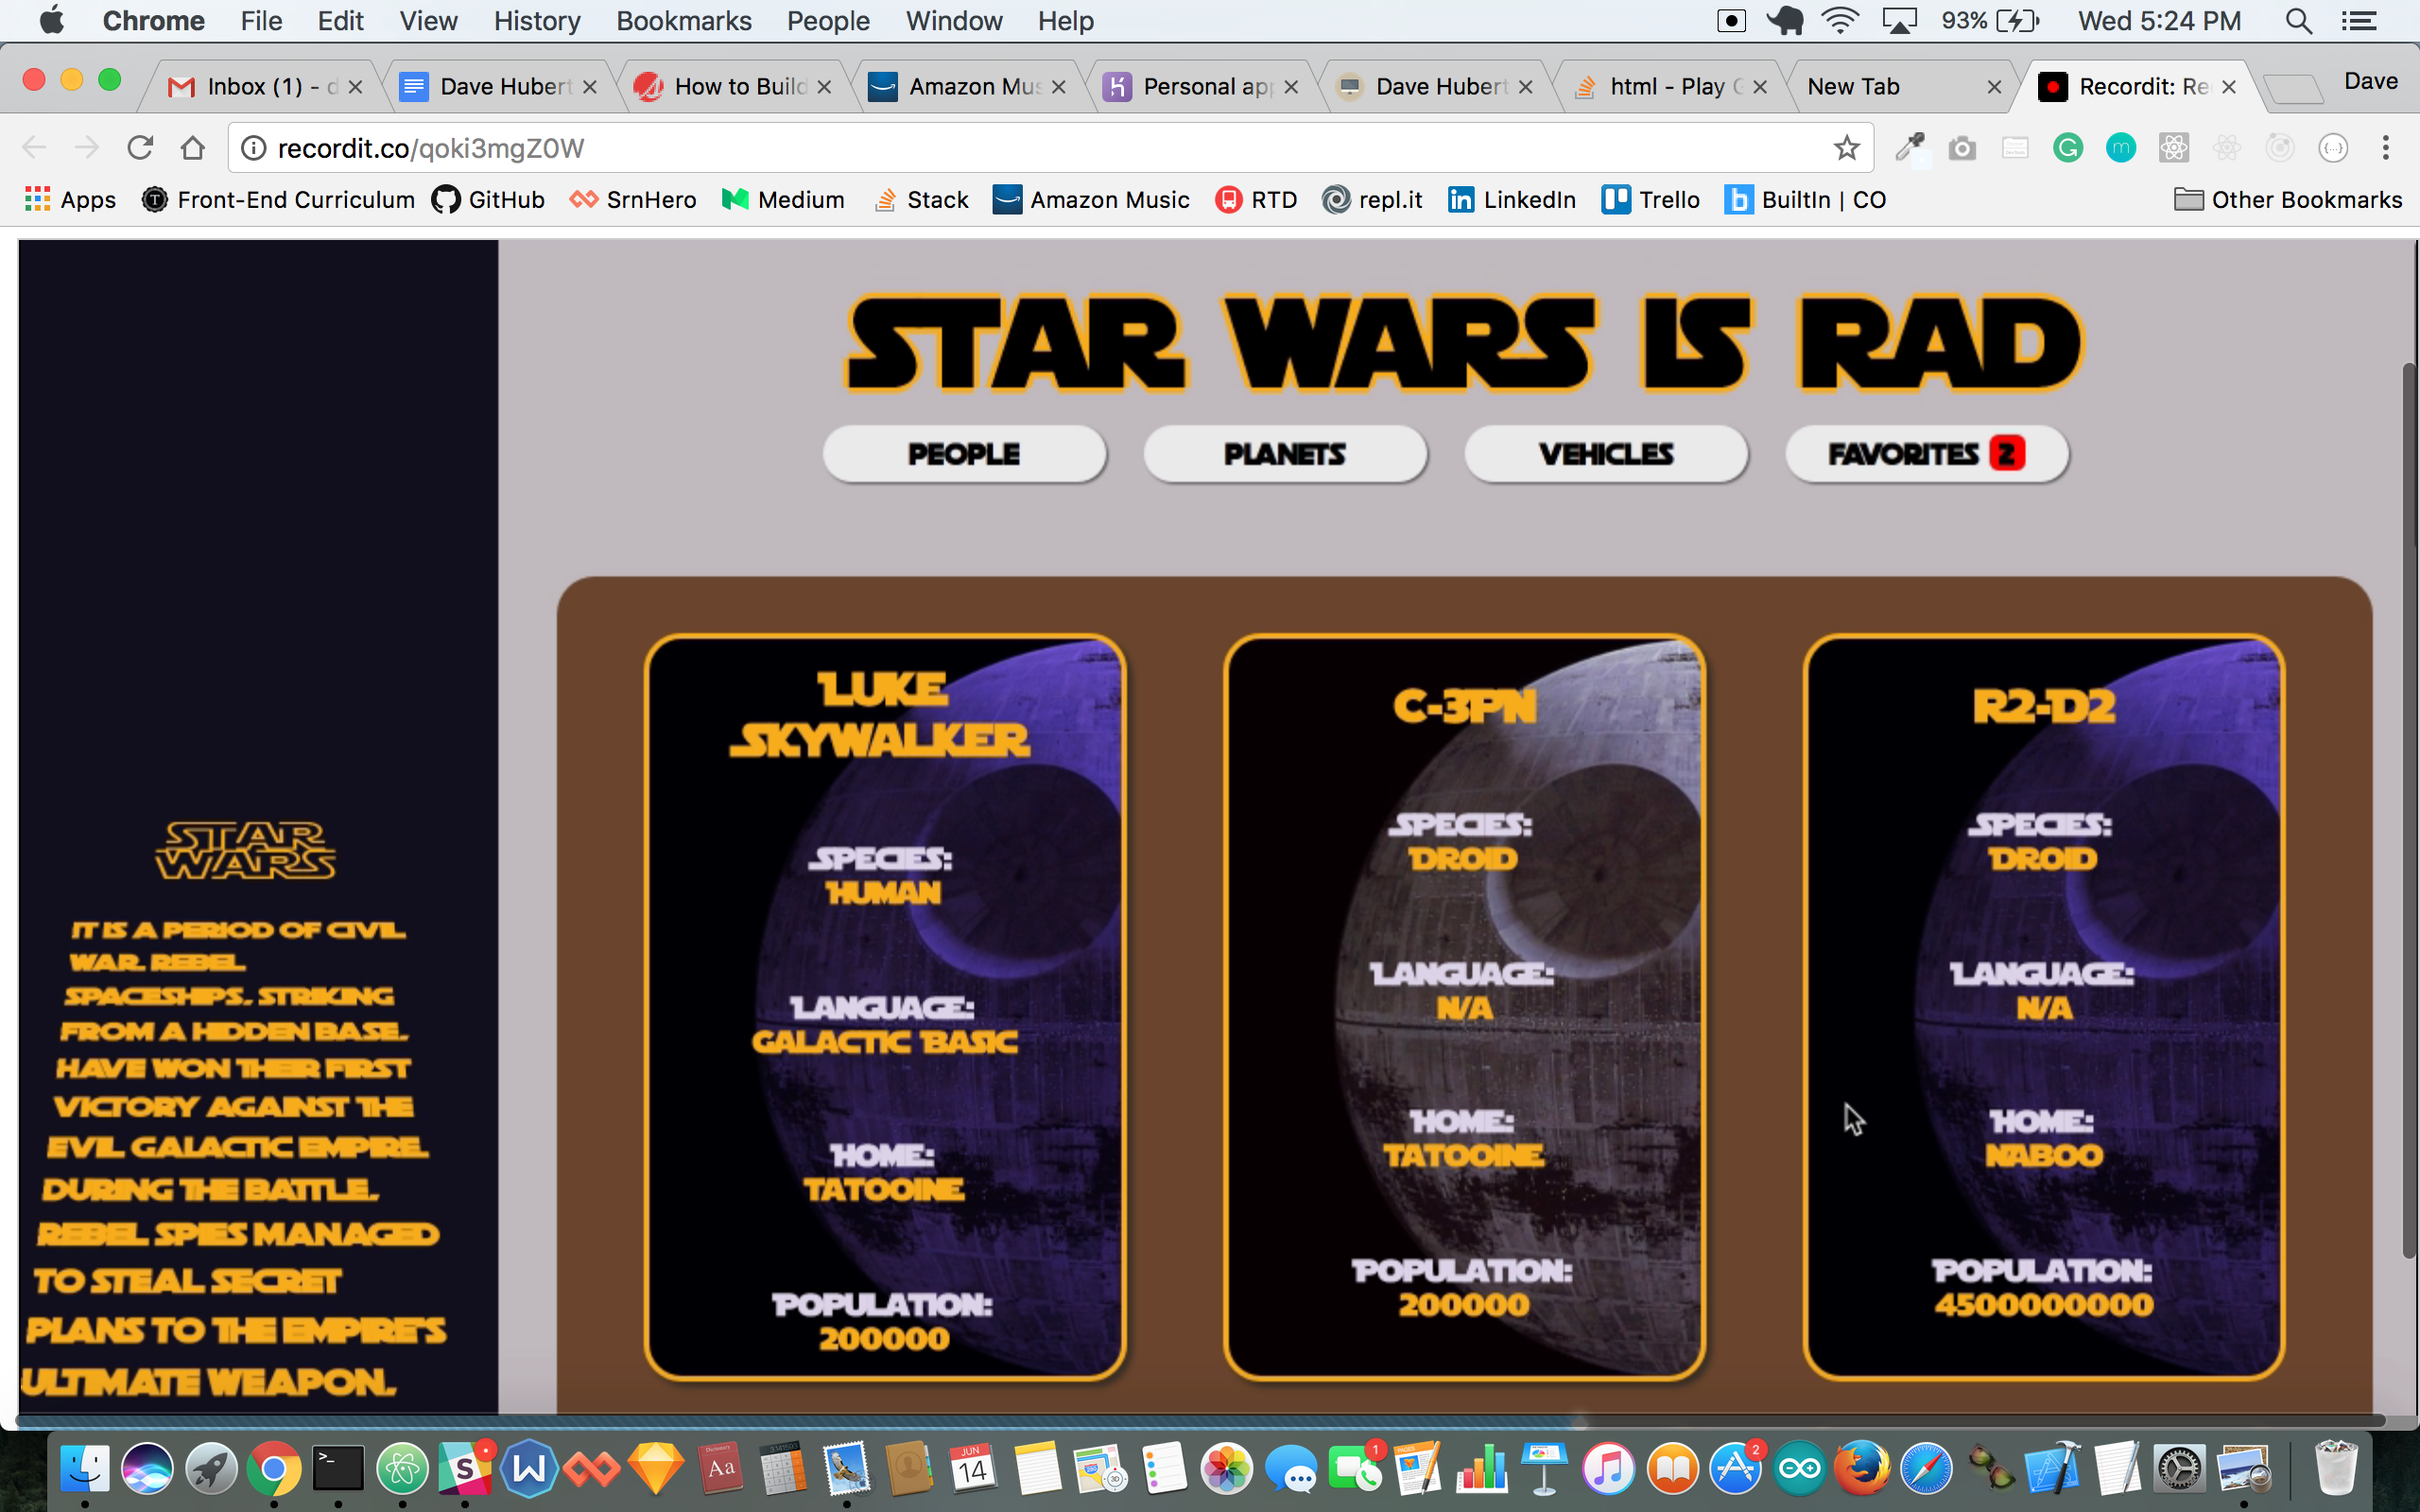 Chrome File Edit View History Bookmarks People Window Help 93% Wed 5:24 PM
Inbox (1) - d Dave Hubert How to Build Amazon Mus Personal app Dave Hubert html - Play G New Tab Recordit: Re Dave
recordit.co/qoki3mgZ0W
Apps Front-End Curriculum GitHub SrnHero Medium Stack Amazon Music RTD repl.it LinkedIn Trello BuiltIn | CO Other Bookmarks
STAR WARS IS RAD
PEOPLE PLANETS VEHICLES FAVORITES 2
STAR
WARS
IT IS A PERIOD OF CIVIL
WAR. REBEL
SPACESHIPS, STRIKING
FROM A HIDDEN BASE,
HAVE WON THEIR FIRST
VICTORY AGAINST THE
EVIL GALACTIC EMPIRE.
DURING THE BATTLE,
REBEL SPIES MANAGED
TO STEAL SECRET
PLANS TO THE EMPIRE'S
ULTIMATE WEAPON,
LUKE
SKYWALKER
SPECIES:
HUMAN
LANGUAGE:
GALACTIC BASIC
HOME:
TATOOINE
POPULATION:
200000
C-3PN
SPECIES:
DROID
LANGUAGE:
N/A
HOME:
TATOOINE
POPULATION:
200000
R2-D2
SPECIES:
DROID
LANGUAGE:
N/A
HOME:
NABOO
POPULATION:
4500000000
JUN
14
1
2